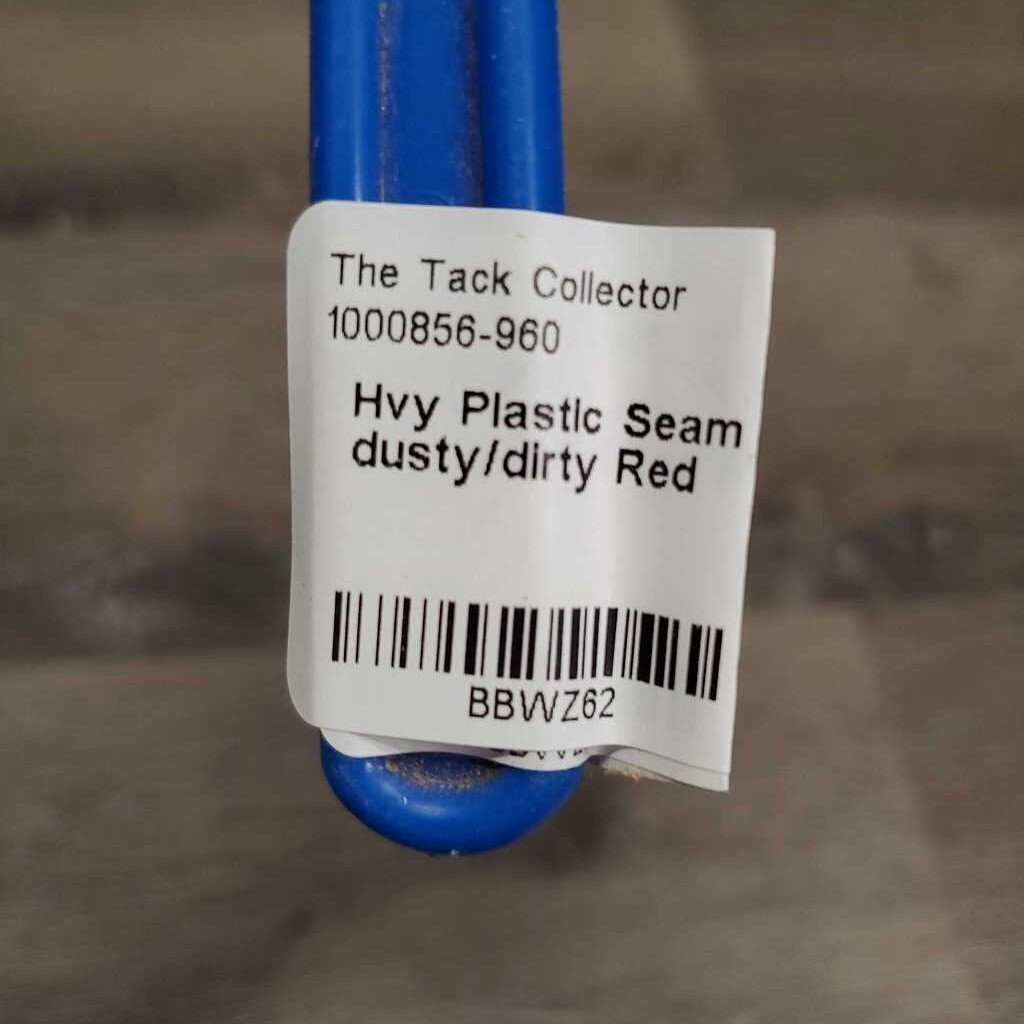 The Tack Collector
1000856-960
Hvy Plastic Seam
dusty/dirty Red
BBWZ62